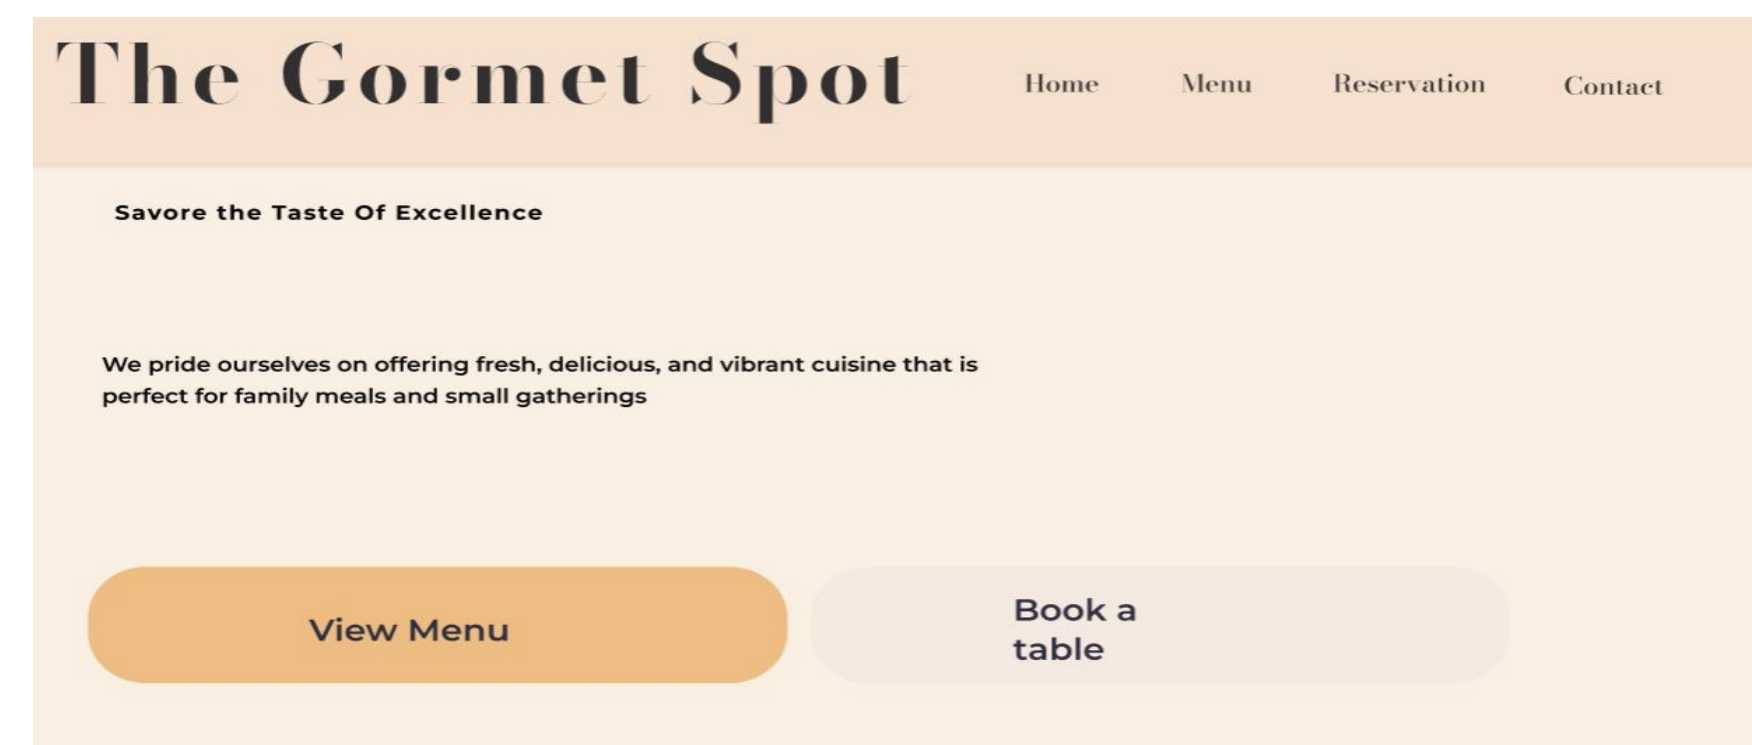 The Gormet Spot
Home
Menu
Reservation
Contact
Savore the Taste Of Excellence
We pride ourselves on offering fresh, delicious, and vibrant cuisine that is
perfect for family meals and small gatherings
View Menu
Book a
table